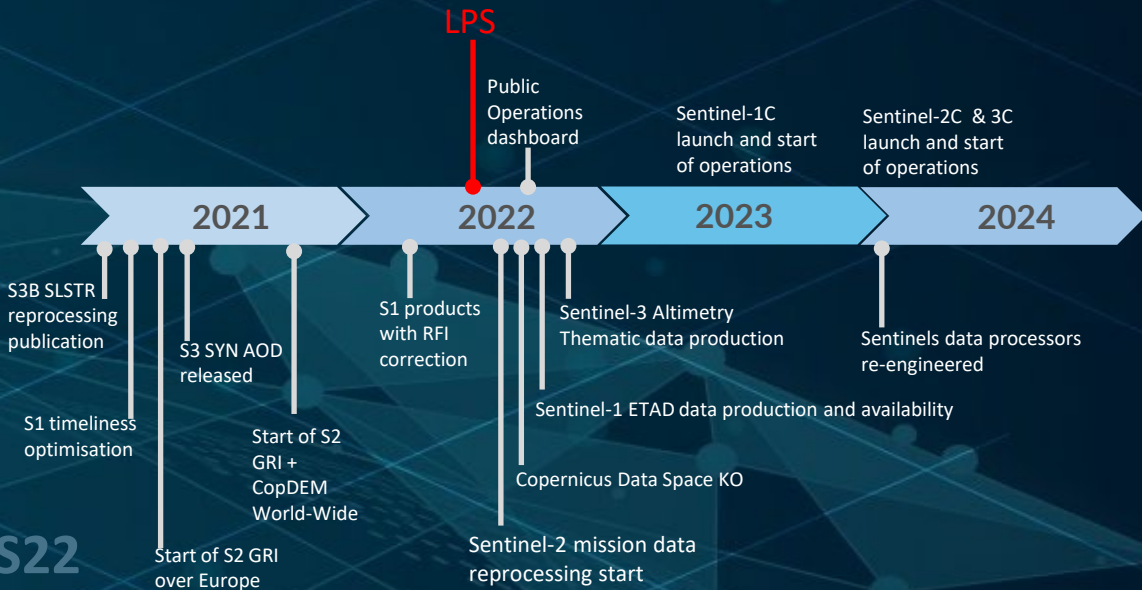 LPS
Public
Operations
dashboard
Sentinel-1C
launch and start
of operations
Sentinel-2C & 3C
launch and start
of operations
2021
2022
2023
2024
S3B SLSTR
reprocessing
publication
S1 timeliness
optimisation
Start of S2 GRI
over Europe
S3 SYN AOD
released
Start of S2
GRI +
CopDEM
World-Wide
S1 products
with RFI
correction
Sentinel-2 mission data
reprocessing start
Copernicus Data Space KO
Sentinel-1 ETAD data production and availability
Sentinel-3 Altimetry
Thematic data production
Sentinels data processors
re-engineered
S22